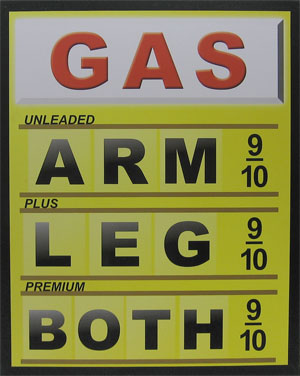 GAS
UNLEADED
ARM 9/10
PLUS
LEG 9/10
PREMIUM
BOTH 9/10